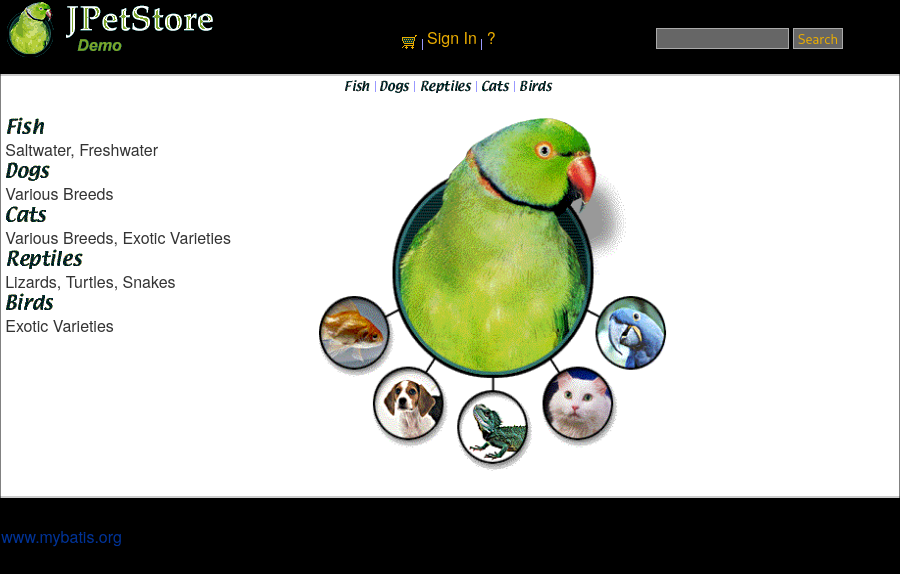 JPetStore
Demo
| Sign In | ?
Search
Fish | Dogs | Reptiles | Cats | Birds
Fish
Saltwater, Freshwater
Dogs
Various Breeds
Cats
Various Breeds, Exotic Varieties
Reptiles
Lizards, Turtles, Snakes
Birds
Exotic Varieties
www.mybatis.org